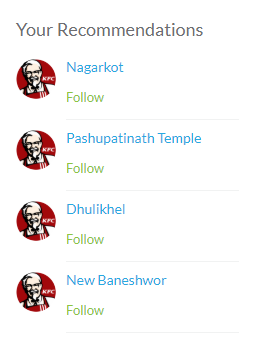 Your Recommendations
KFC
Nagarkot
Follow
KFC
Pashupatinath Temple
Follow
KFC
Dhulikhel
Follow
KFC
New Baneshwor
Follow